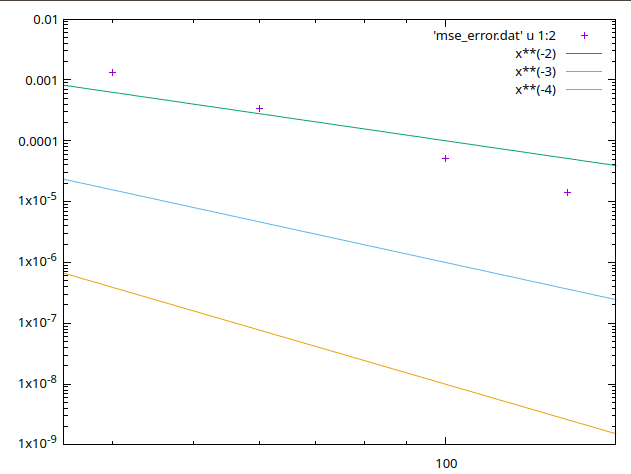 0.01
'mse_error.dat' u 1:2
x**(-2)
x**(-3)
x**(-4)
0.001
0.0001
1x10-5
1x10-6
1x10-7
1x10-8
1x10-9
100